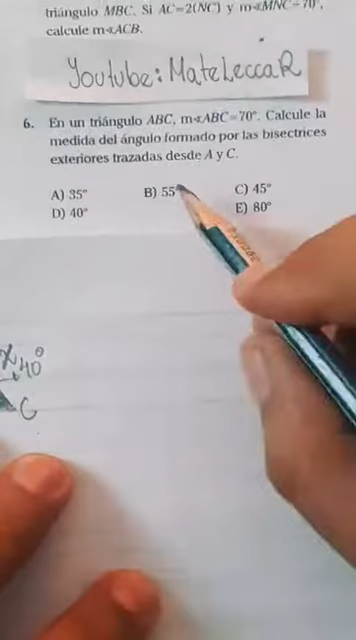 triángulo MBC. Si AC=2(NC) y m∢MNC=70°,
calcule m∢ACB.
Youtube: MateLeccaR
6. En un triángulo ABC, m∢ABC=70°. Calcule la
medida del ángulo formado por las bisectrices
exteriores trazadas desde A y C.
A) 35° B) 55° C) 45°
D) 40° E) 80°
x 40°
C